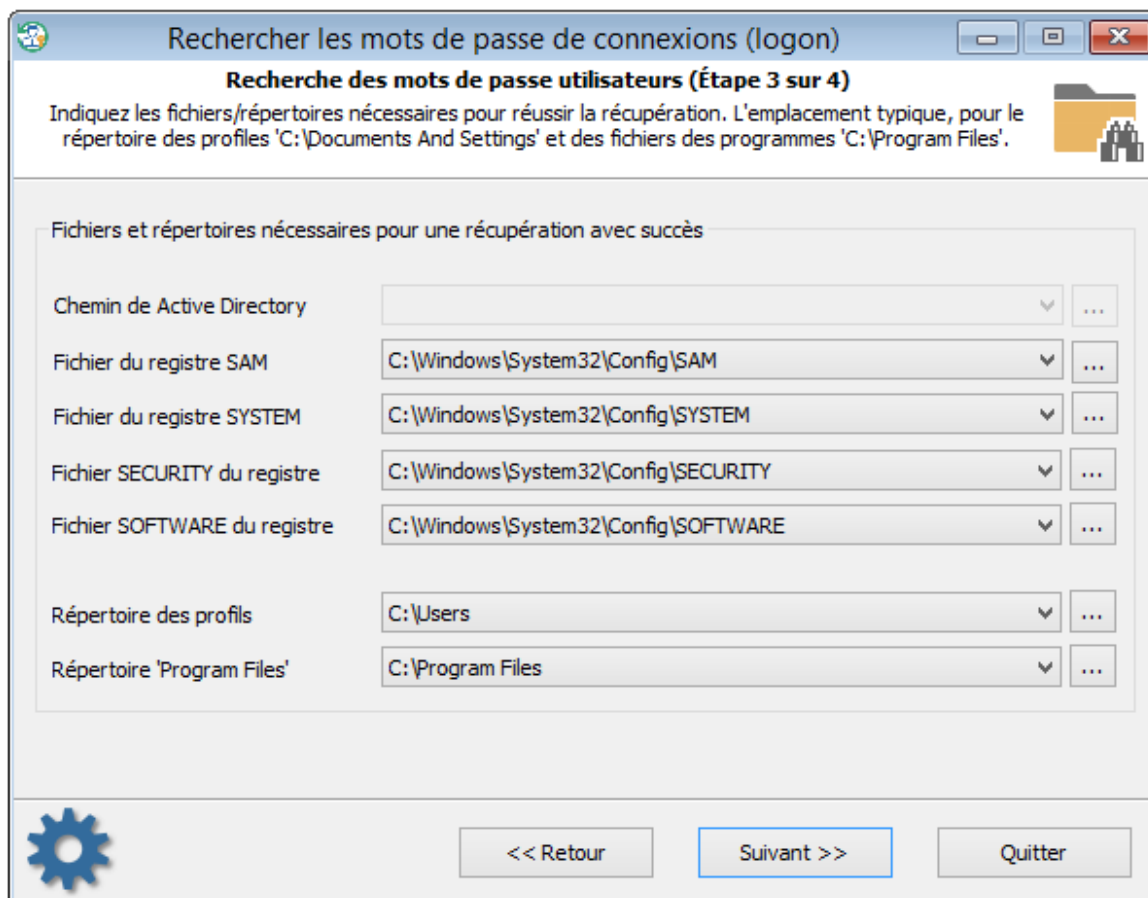 Rechercher les mots de passe de connexions (logon)
Recherche des mots de passe utilisateurs (Étape 3 sur 4)
Indiquez les fichiers/répertoires nécessaires pour réussir la récupération. L'emplacement typique, pour le
répertoire des profiles 'C:\Documents And Settings' et des fichiers des programmes 'C:\Program Files'.
Fichiers et répertoires nécessaires pour une récupération avec succès
Chemin de Active Directory ...
Fichier du registre SAM C:\Windows\System32\Config\SAM ...
Fichier du registre SYSTEM C:\Windows\System32\Config\SYSTEM ...
Fichier SECURITY du registre C:\Windows\System32\Config\SECURITY ...
Fichier SOFTWARE du registre C:\Windows\System32\Config\SOFTWARE ...
Répertoire des profils C:\Users ...
Répertoire 'Program Files' C:\Program Files ...
<< Retour Suivant >> Quitter